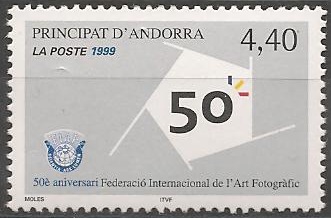 PRINCIPAT D'ANDORRA 4,40
LA POSTE 1999
50
50è aniversari Federació Internacional de l'Art Fotogràfic
MOLES ITVF